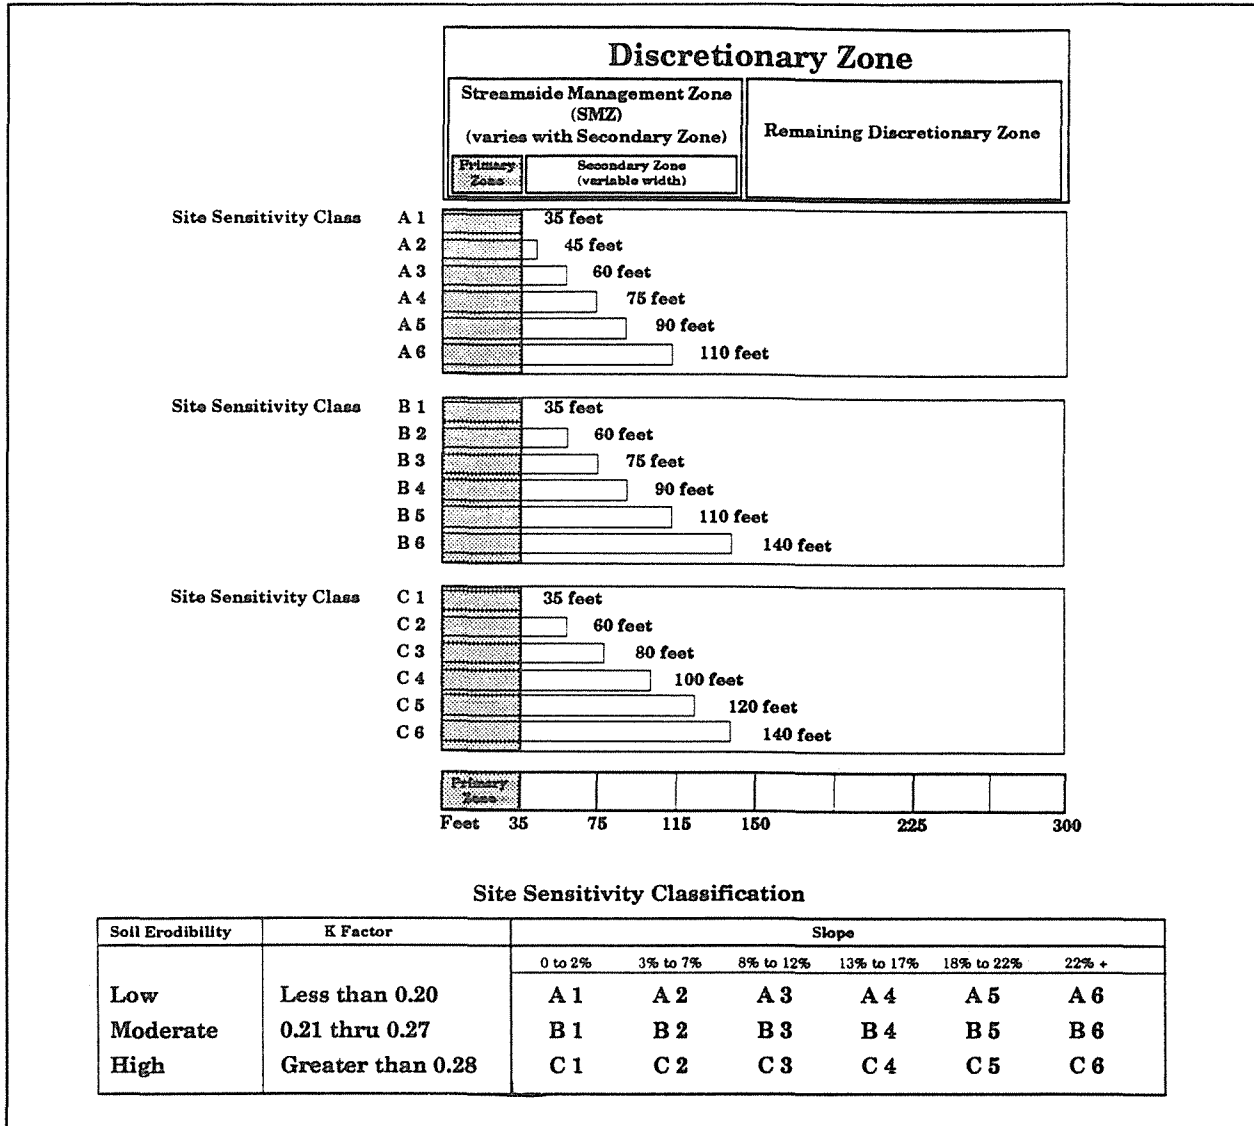 Discretionary Zone
Streamside Management Zone
(SMZ)
(varies with Secondary Zone)
Remaining Discretionary Zone
Primary
Zone
Secondary Zone
(variable width)
Site Sensitivity Class A 1 35 feet
A 2 45 feet
A 3 60 feet
A 4 75 feet
A 5 90 feet
A 6 110 feet
Site Sensitivity Class B 1 35 feet
B 2 60 feet
B 3 75 feet
B 4 90 feet
B 5 110 feet
B 6 140 feet
Site Sensitivity Class C 1 35 feet
C 2 60 feet
C 3 80 feet
C 4 100 feet
C 5 120 feet
C 6 140 feet
Primary
Zone
Feet 35 75 115 150 225 300
Site Sensitivity Classification
Soil Erodibility K Factor Slope
0 to 2% 3% to 7% 8% to 12% 13% to 17% 18% to 22% 22% +
Low Less than 0.20 A 1 A 2 A 3 A 4 A 5 A 6
Moderate 0.21 thru 0.27 B 1 B 2 B 3 B 4 B 5 B 6
High Greater than 0.28 C 1 C 2 C 3 C 4 C 5 C 6